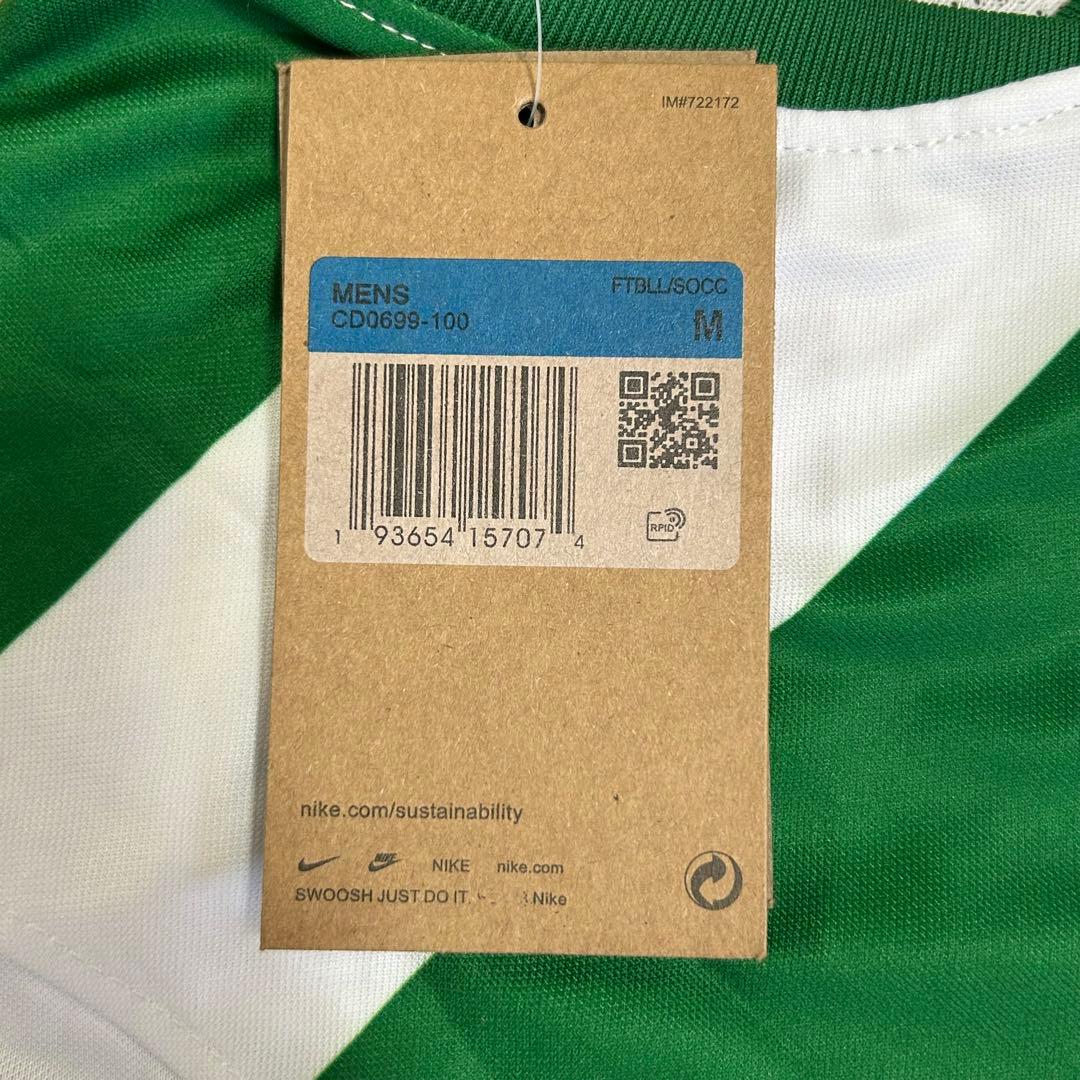 IM#722172
MENS
FTBLL/SOCC
CD0699-100
M
1 93654 15707 4
RPID
nike.com/sustainability
NIKE
NIKE
nike.com
SWOOSH JUST DO IT.
Nike